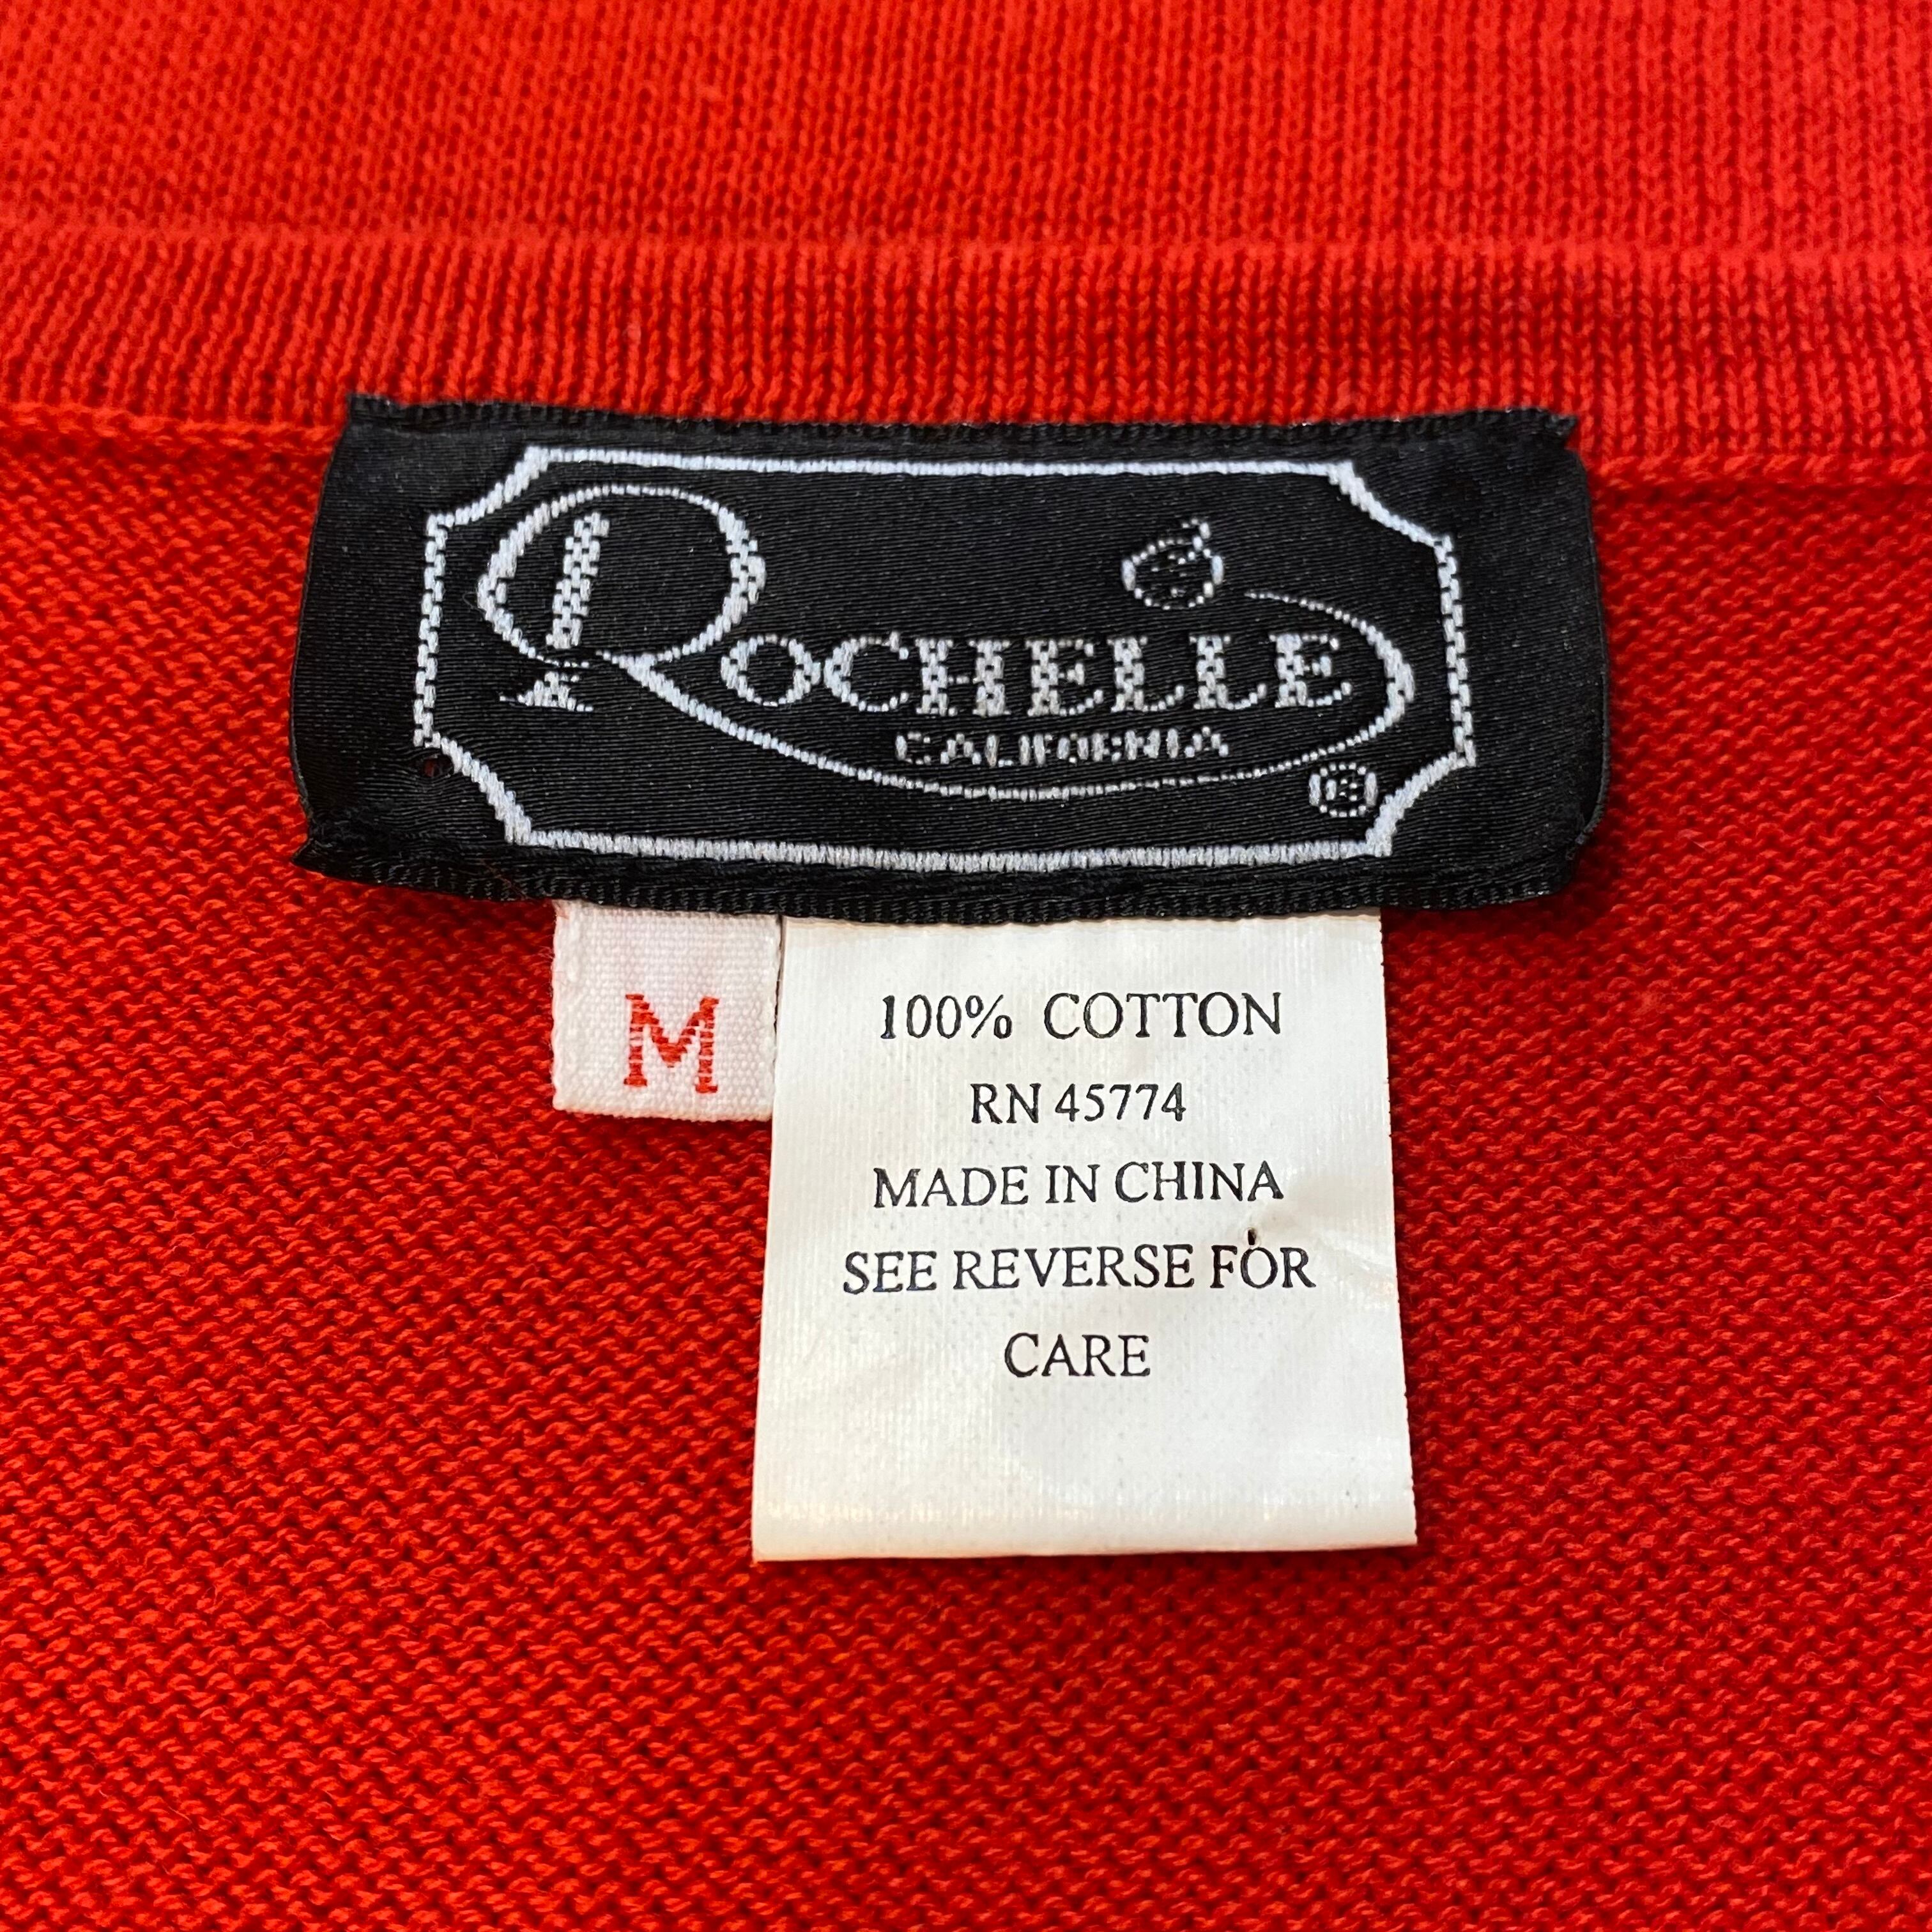 ROCHELLE
CALIFORNIA
®
M
100% COTTON
RN 45774
MADE IN CHINA
SEE REVERSE FOR
CARE